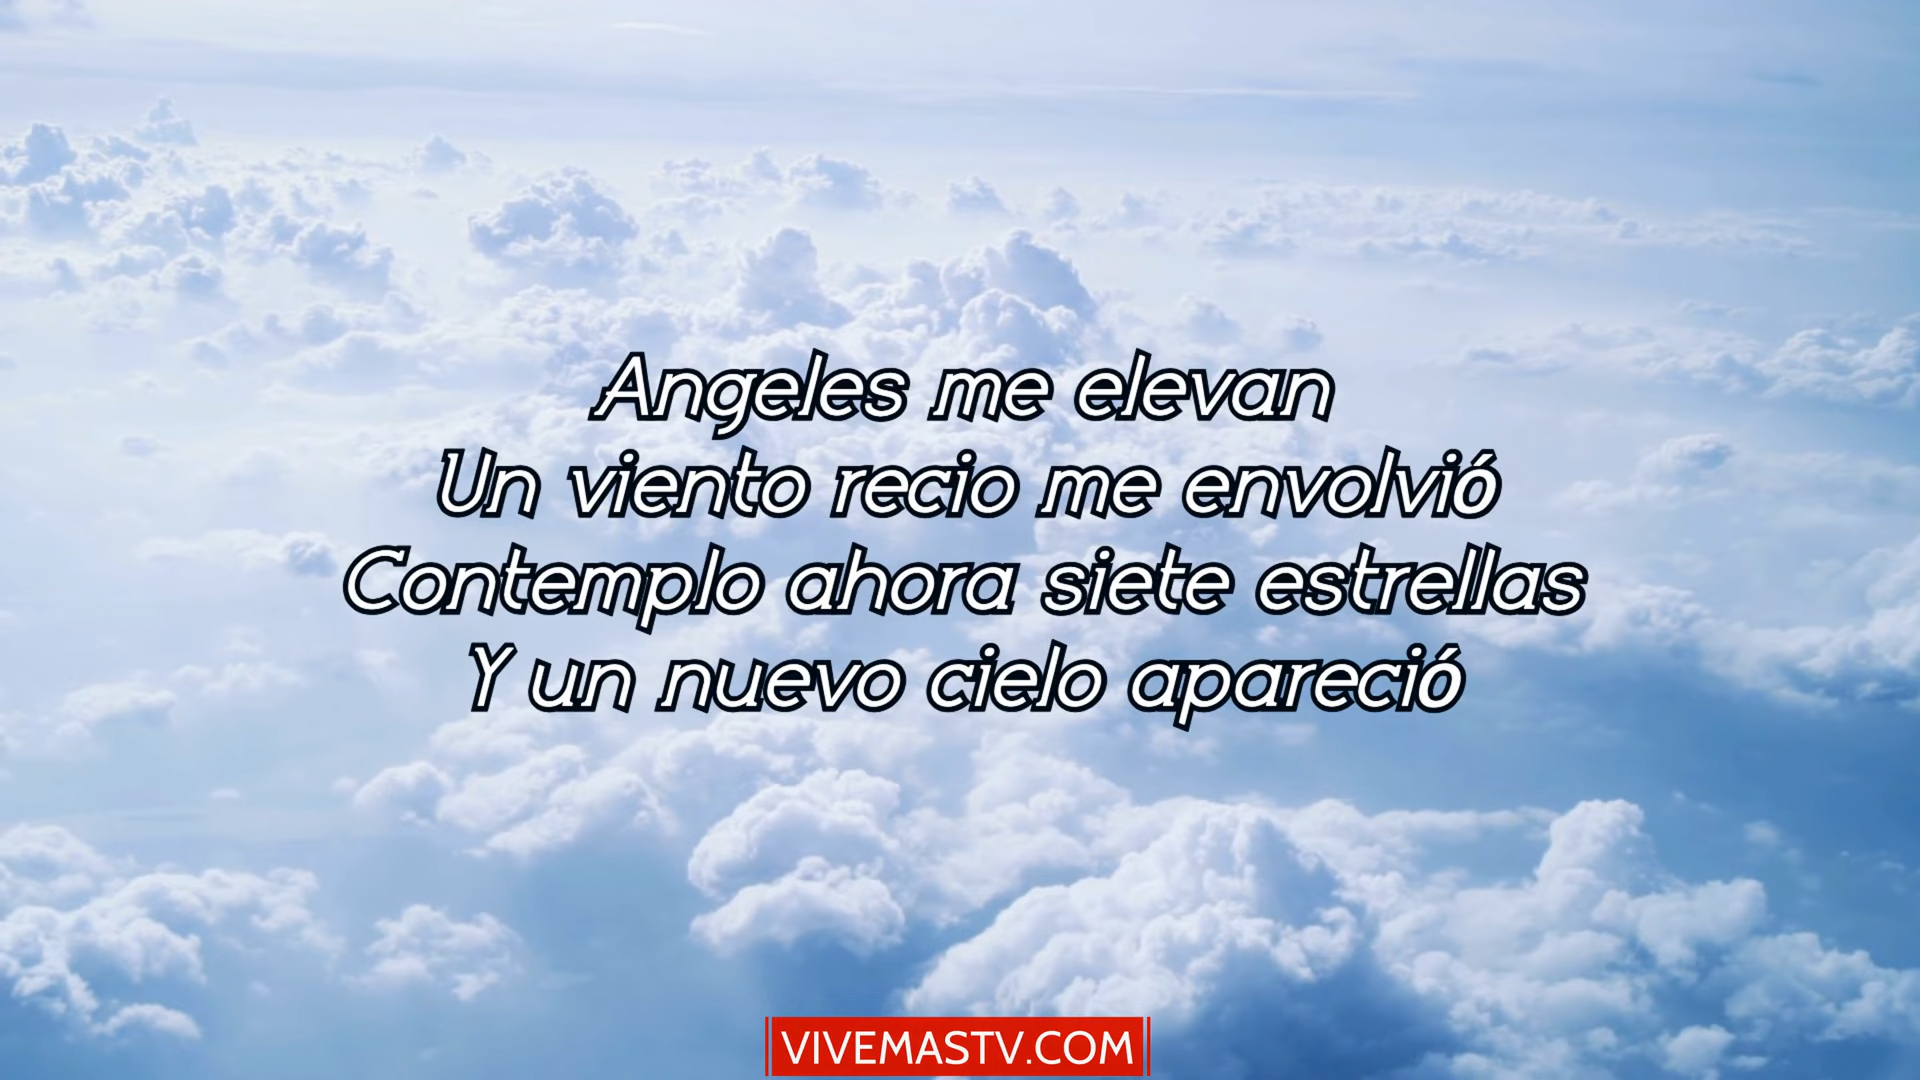 Angeles me elevan
Un viento recio me envolvió
Contemplo ahora siete estrellas
Y un nuevo cielo apareció
VIVEMASTV.COM